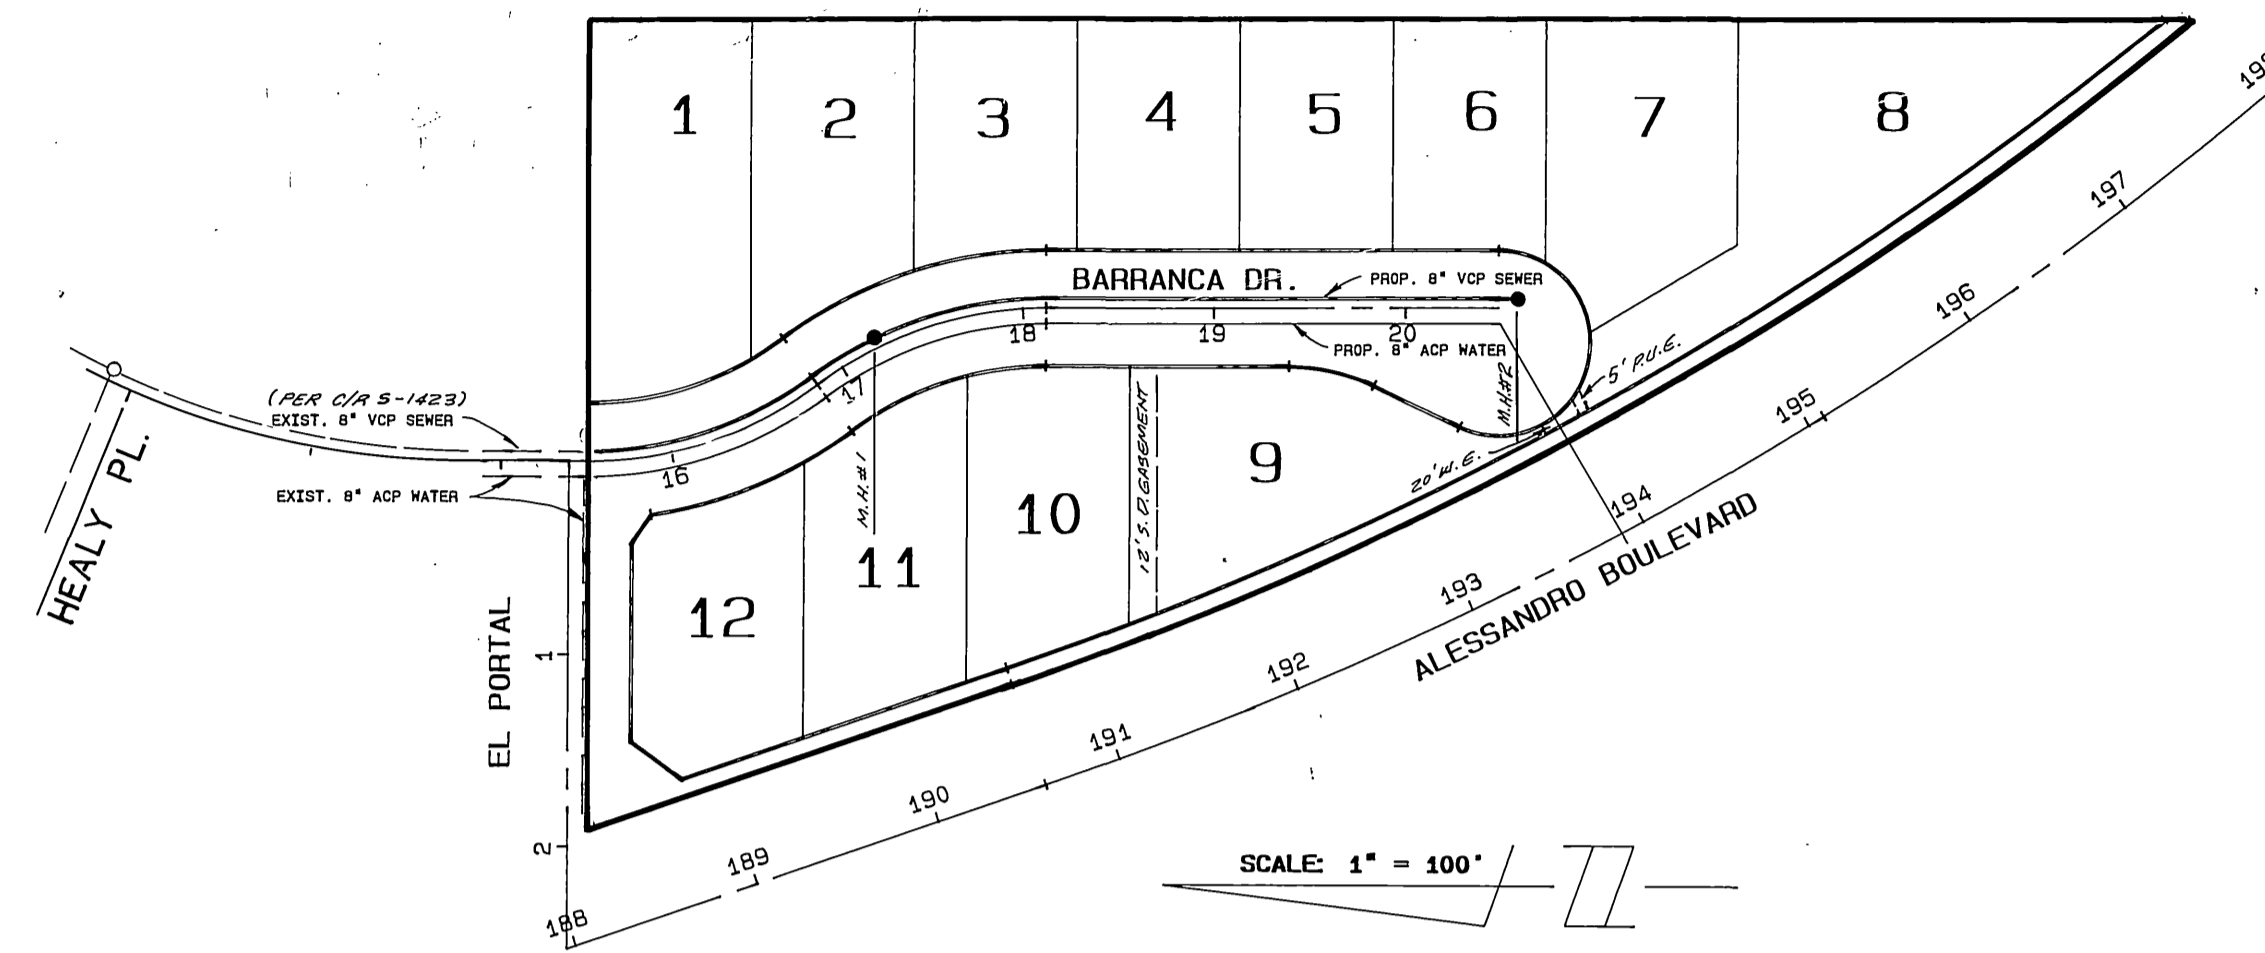 1
2
3
4
5
6
7
8
BARRANCA DR.
PROP. 8" VCP SEWER
PROP. 8" ACP WATER
16
17
18
19
20
(PER C/R S-1423)
EXIST. 8" VCP SEWER
EXIST. 8" ACP WATER
HEALY PL.
M.H.#1
M.H.#2
12' S.D. EASEMENT
5' P.U.E.
20' W.E.
9
10
11
12
EL PORTAL
1
2
188
189
190
191
192
193
194
195
196
197
ALESSANDRO BOULEVARD
SCALE: 1" = 100'